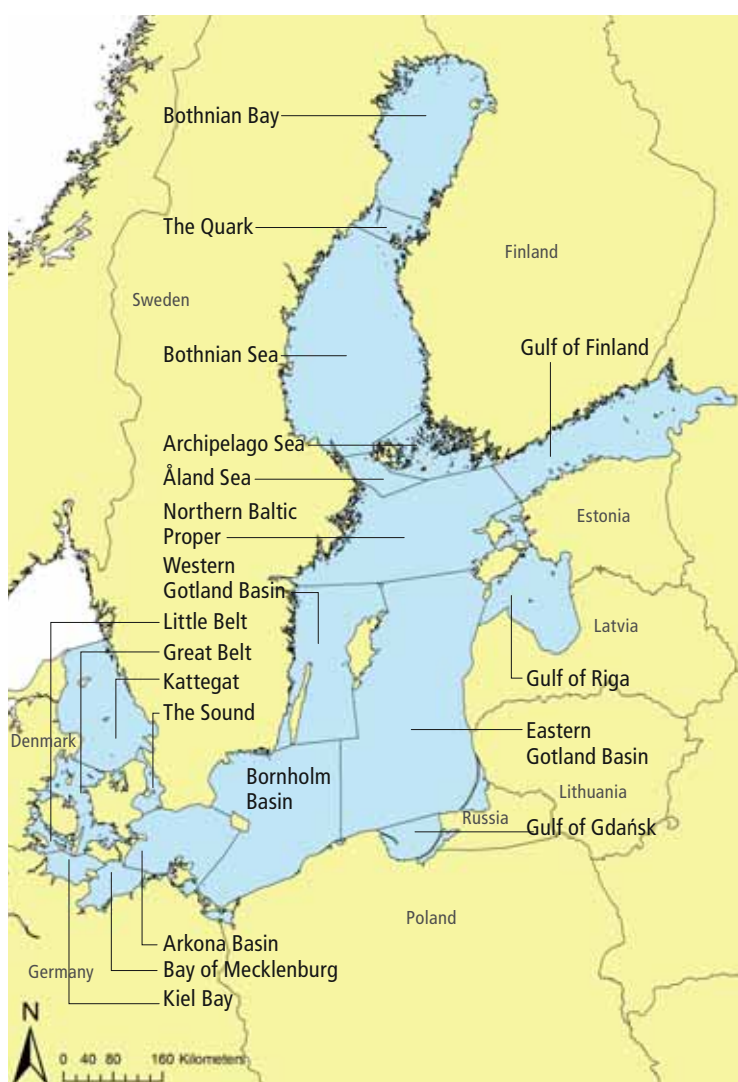 Bothnian Bay
The Quark
Finland
Sweden
Bothnian Sea
Gulf of Finland
Archipelago Sea
Åland Sea
Northern Baltic
Proper
Estonia
Western
Gotland Basin
Little Belt
Latvia
Great Belt
Kattegat
Gulf of Riga
The Sound
Denmark
Eastern
Gotland Basin
Bornholm
Basin
Lithuania
Russia
Gulf of Gdańsk
Poland
Arkona Basin
Germany
Bay of Mecklenburg
Kiel Bay
N
0 40 80 160 Kilometers